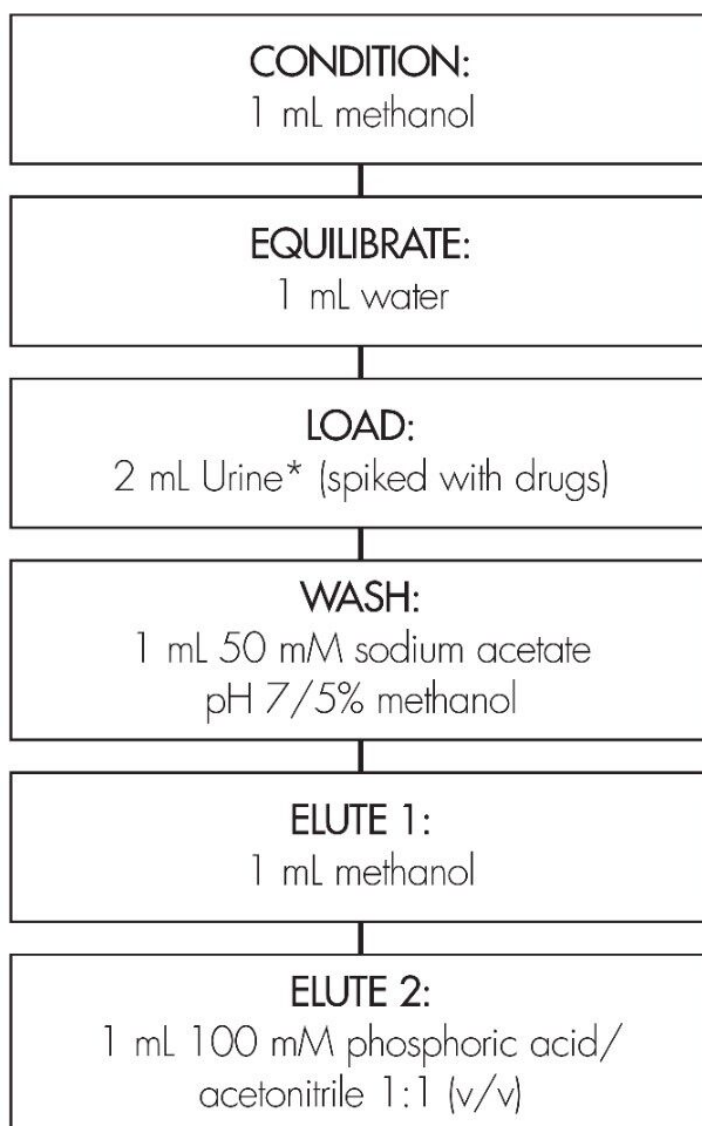 CONDITION:
1 mL methanol
EQUILIBRATE:
1 mL water
LOAD:
2 mL Urine* (spiked with drugs)
WASH:
1 mL 50 mM sodium acetate
pH 7/5% methanol
ELUTE 1:
1 mL methanol
ELUTE 2:
1 mL 100 mM phosphoric acid/
acetonitrile 1:1 (v/v)